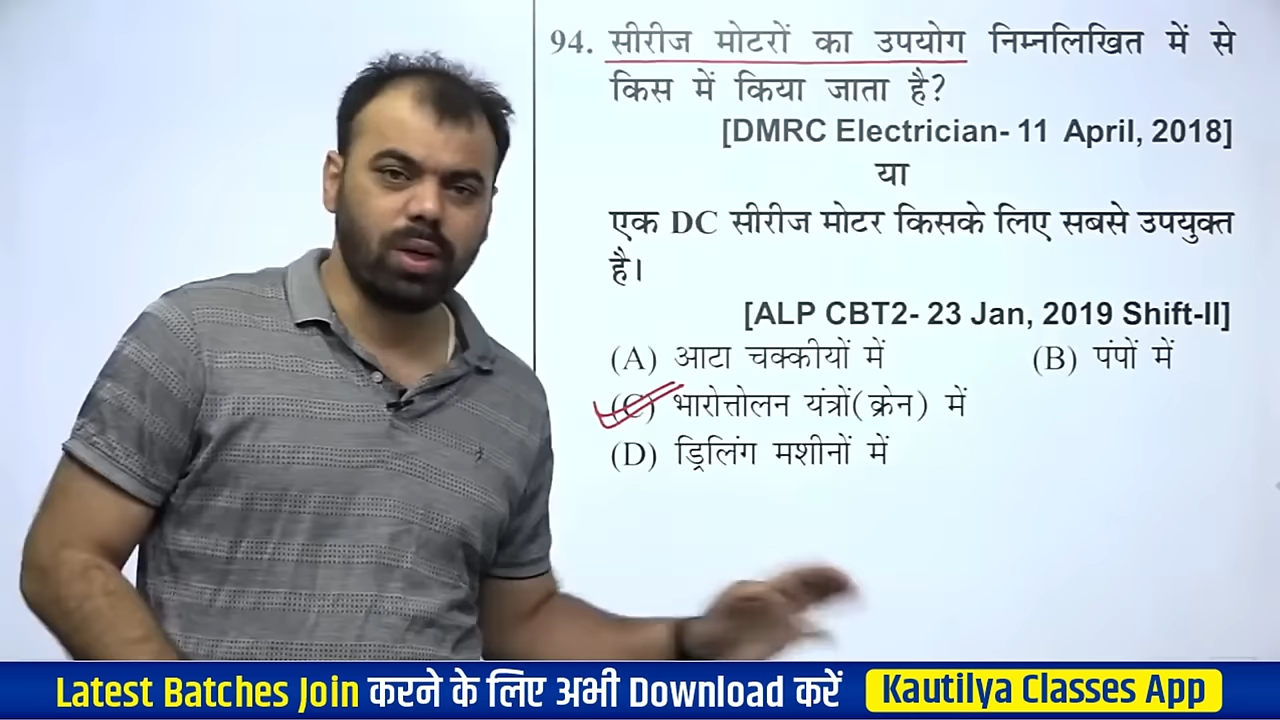 94. सीरीज मोटरों का उपयोग निम्नलिखित में से
किस में किया जाता है?
[DMRC Electrician- 11 April, 2018]
या
एक DC सीरीज मोटर किसके लिए सबसे उपयुक्त
है।
[ALP CBT2- 23 Jan, 2019 Shift-II]
(A) आटा चक्कीयों में (B) पंपों में
(C) भारोत्तोलन यंत्रों(क्रेन) में
(D) ड्रिलिंग मशीनों में
Latest Batches Join करने के लिए अभी Download करें Kautilya Classes App